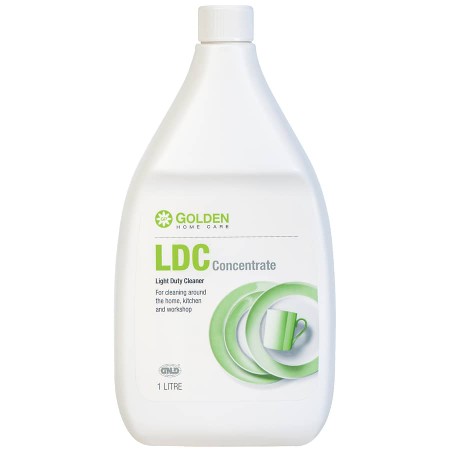 GOLDEN
HOME CARE
LDC Concentrate
Light Duty Cleaner
For cleaning around
the home, kitchen
and workshop
GNLD
1 LITRE